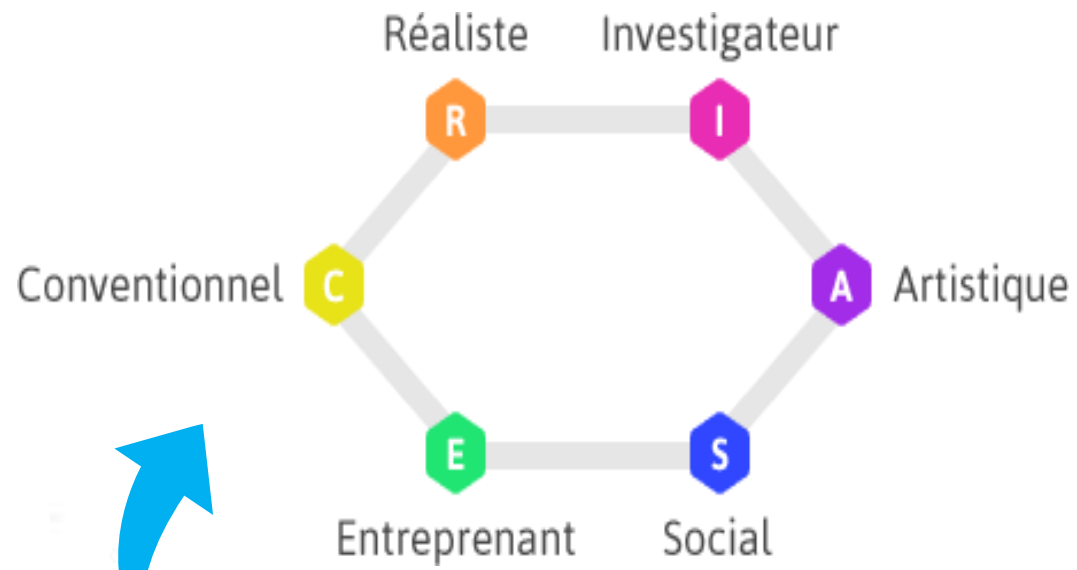 Réaliste Investigateur
R I
Conventionnel C A Artistique
E S
Entreprenant Social